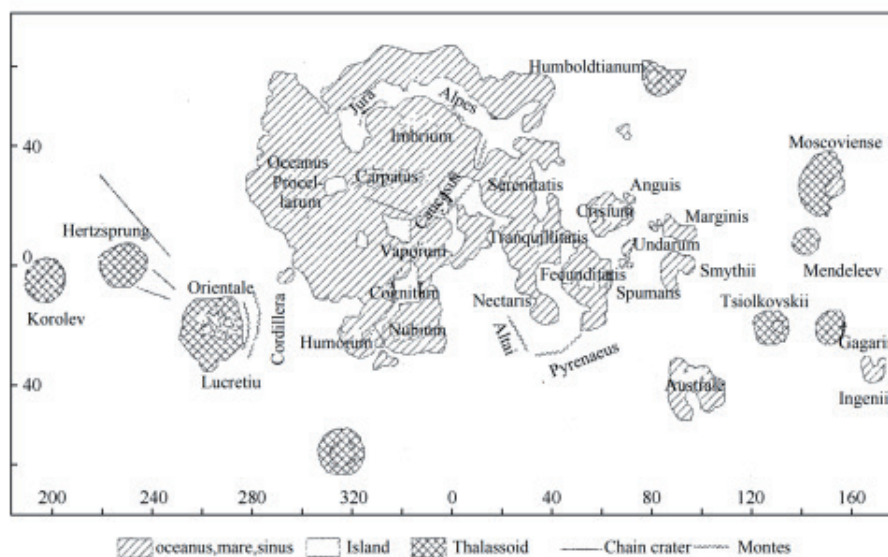 Humboldtianum
Jura
Alpes
40
Imbrium
Moscoviense
Oceanus
Procel-
larum
Carpatus
Serenitatis
Anguis
Crisium
Marginis
Hertzsprung
Tranquillitatis
0
Vaporum
Undarum
Mendeleev
Orientale
Fecunditatis
Smythii
Korolev
Cordillera
Cognitum
Nectaris
Spumans
Tsiolkovskii
Humorum
Nubium
Altai
Pyrenaeus
Gagarin
Lucretiu
40
Australe
Ingenii
200 240 280 320 0 40 80 120 160
oceanus,mare,sinus Island Thalassoid Chain crater Montes